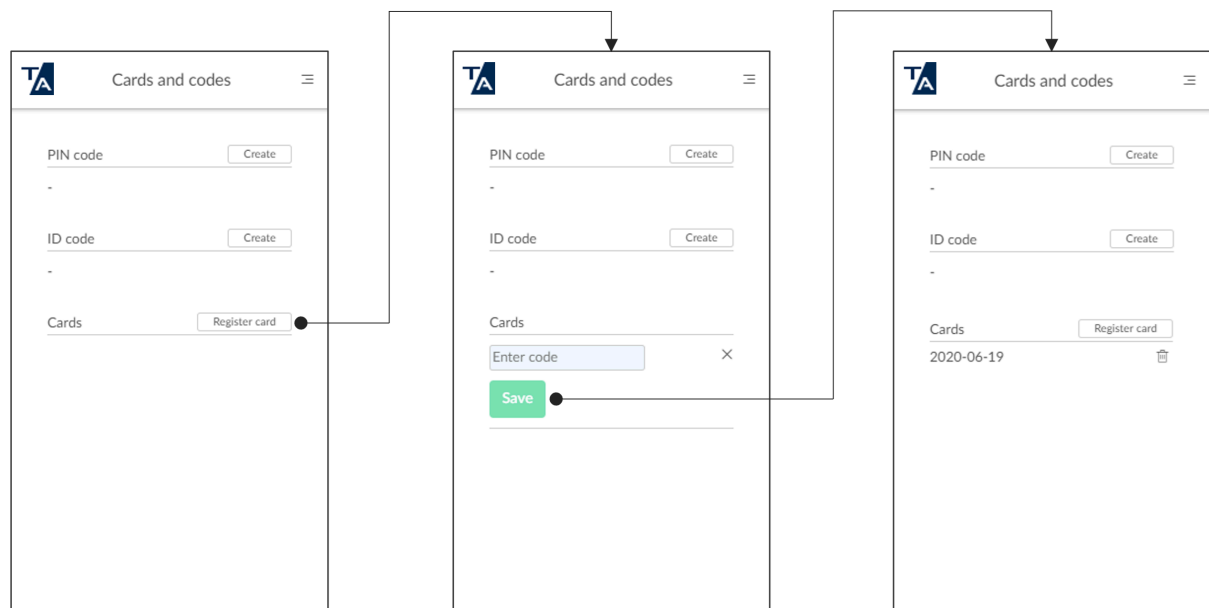 TA
Cards and codes
PIN code
Create
-
ID code
Create
-
Cards
Register card
TA
Cards and codes
PIN code
Create
-
ID code
Create
-
Cards
Enter code
Save
TA
Cards and codes
PIN code
Create
-
ID code
Create
-
Cards
Register card
2020-06-19